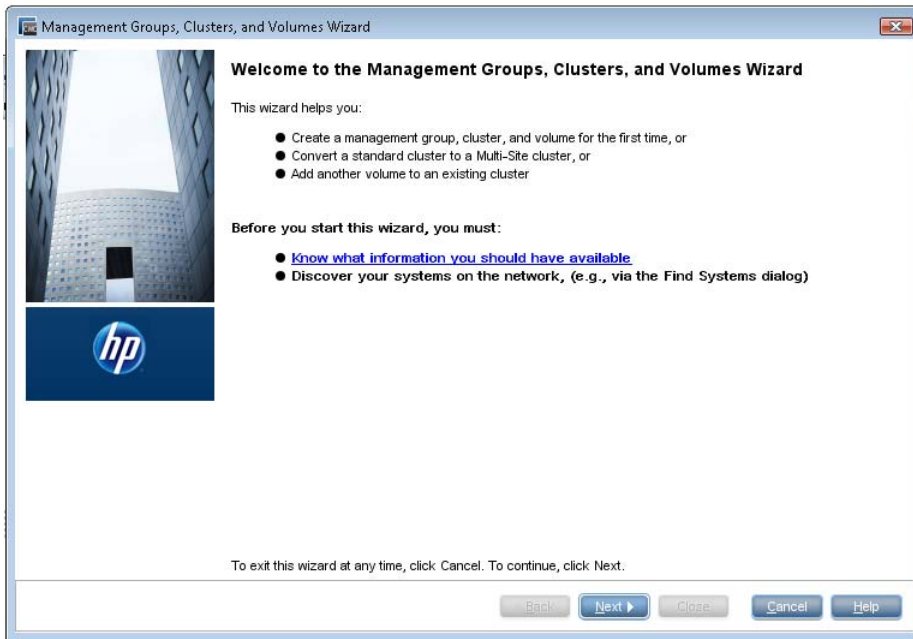 Management Groups, Clusters, and Volumes Wizard
Welcome to the Management Groups, Clusters, and Volumes Wizard
This wizard helps you:
● Create a management group, cluster, and volume for the first time, or
● Convert a standard cluster to a Multi-Site cluster, or
● Add another volume to an existing cluster
Before you start this wizard, you must:
● Know what information you should have available
● Discover your systems on the network, (e.g., via the Find Systems dialog)
hp
To exit this wizard at any time, click Cancel. To continue, click Next.
Back Next Close Cancel Help